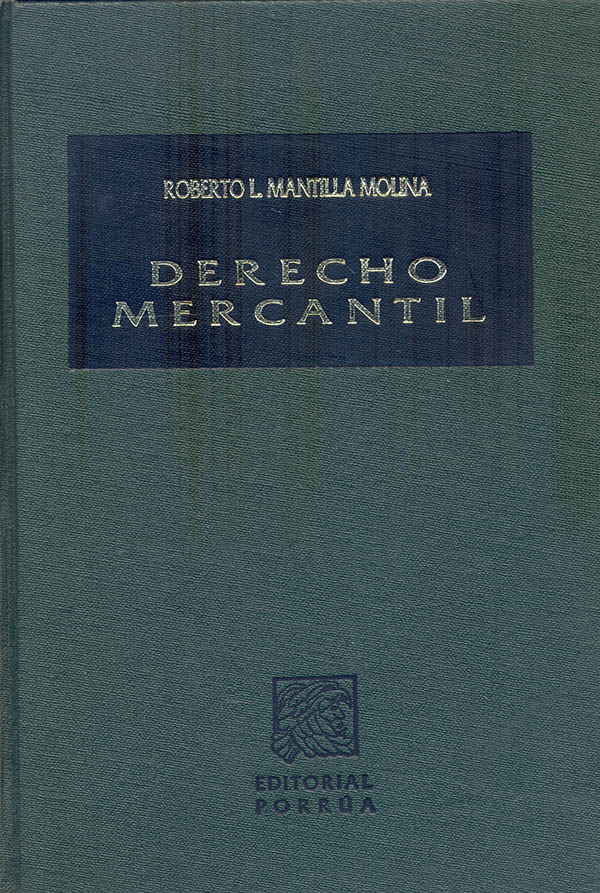 ROBERTO L. MANTILLA MOLINA
DERECHO
MERCANTIL
EDITORIAL
PORRÚA